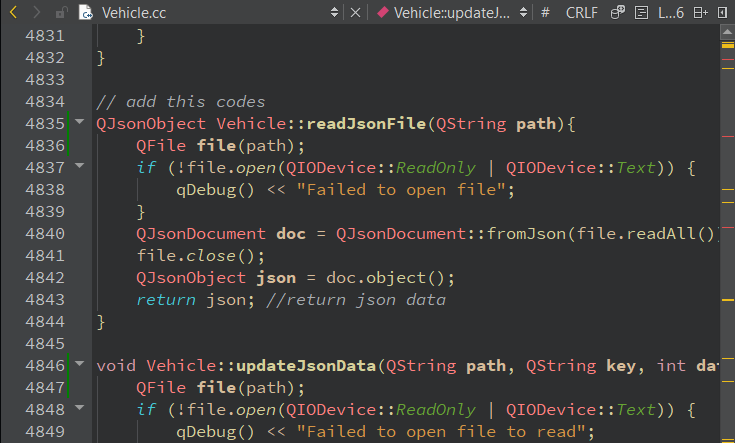 Vehicle.cc Vehicle::updateJ... # CRLF L...6
4831 }
4832 }
4833
4834 // add this codes
4835 QJsonObject Vehicle::readJsonFile(QString path){
4836 QFile file(path);
4837 if (!file.open(QIODevice::ReadOnly | QIODevice::Text)) {
4838 qDebug() << "Failed to open file";
4839 }
4840 QJsonDocument doc = QJsonDocument::fromJson(file.readAll()
4841 file.close();
4842 QJsonObject json = doc.object();
4843 return json; //return json data
4844 }
4845
4846 void Vehicle::updateJsonData(QString path, QString key, int dat
4847 QFile file(path);
4848 if (!file.open(QIODevice::ReadOnly | QIODevice::Text)) {
4849 qDebug() << "Failed to open file to read";